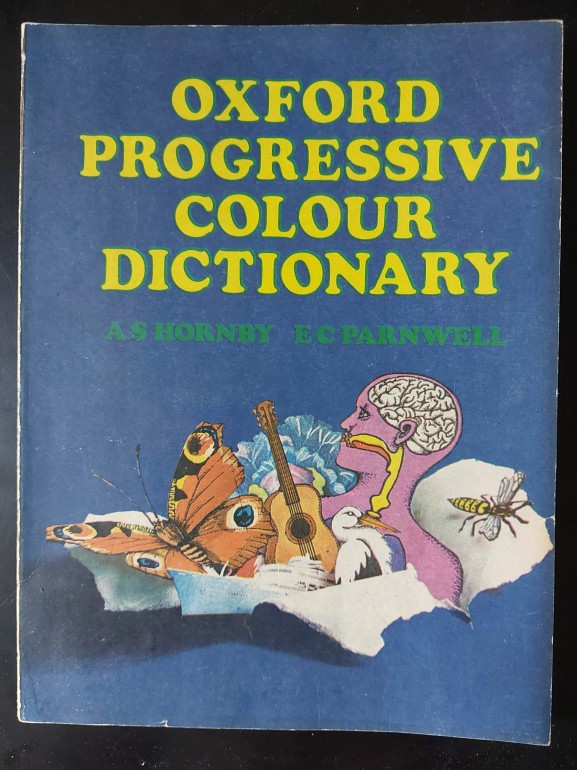 OXFORD
PROGRESSIVE
COLOUR
DICTIONARY
A S HORNBY E C PARNWELL